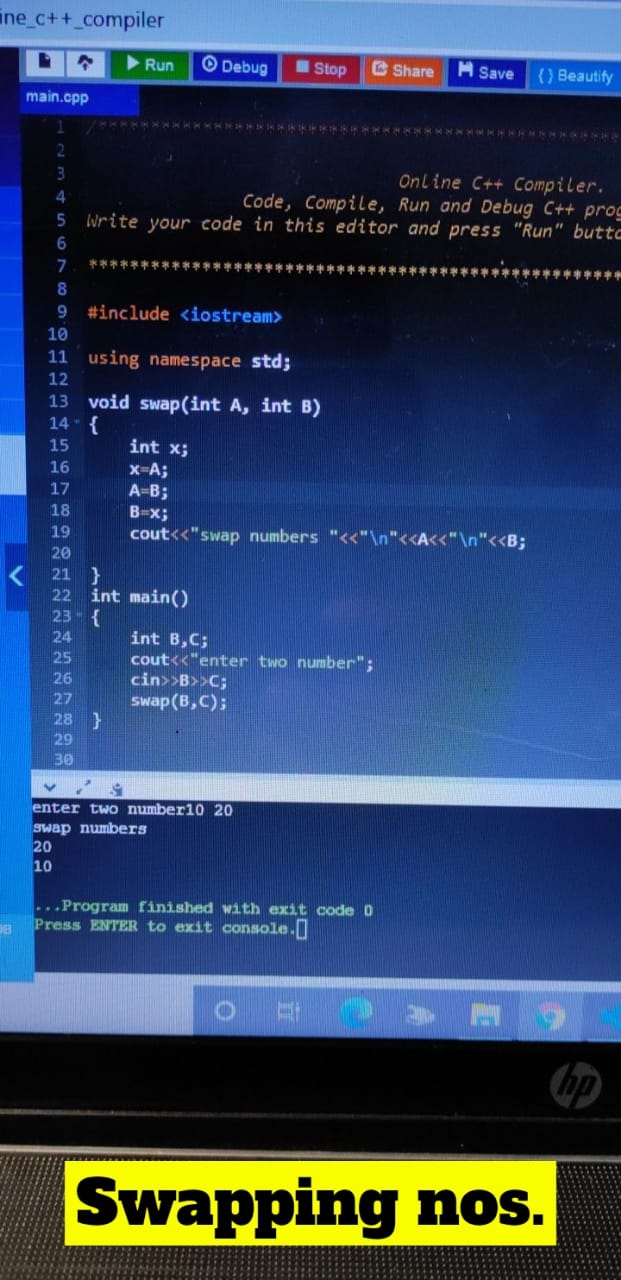 ine_c++_compiler
Run Debug Stop Share Save {} Beautify
main.cpp
1 /******************************************************
2
3 Online C++ Compiler.
4 Code, Compile, Run and Debug C++ prog
5 Write your code in this editor and press "Run" butto
6
7 *******************************************************
8
9 #include <iostream>
10
11 using namespace std;
12
13 void swap(int A, int B)
14 {
15 int x;
16 x=A;
17 A=B;
18 B=x;
19 cout<<"swap numbers "<<"\n"<<A<<"\n"<<B;
20
21 }
22 int main()
23 {
24 int B,C;
25 cout<<"enter two number";
26 cin>>B>>C;
27 swap(B,C);
28 }
29
30
enter two number10 20
swap numbers
20
10
...Program finished with exit code 0
Press ENTER to exit console.
hp
Swapping nos.